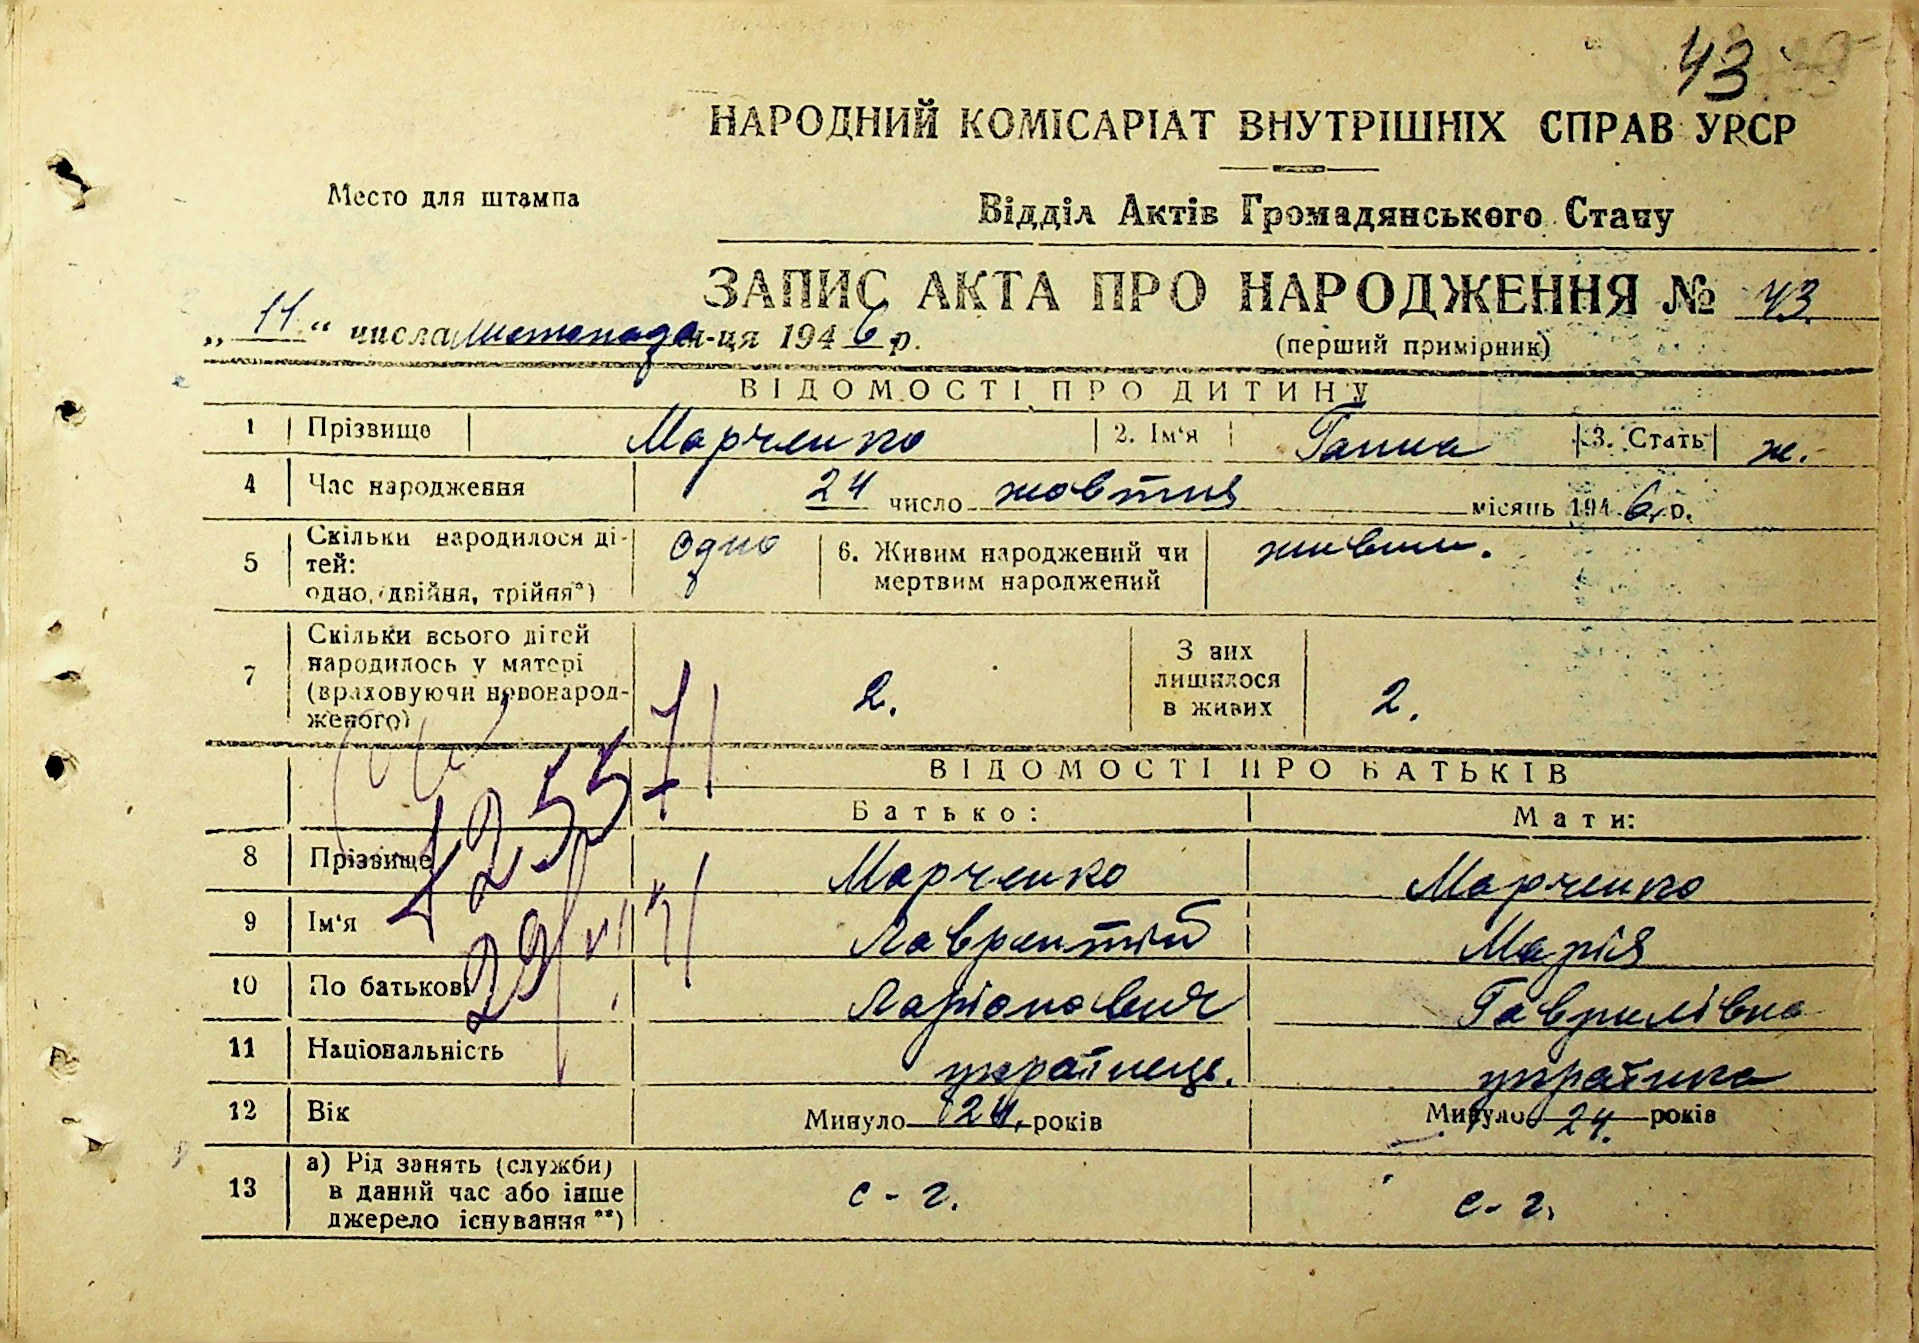 43
НАРОДНИЙ КОМІСАРІАТ ВНУТРІШНІХ СПРАВ УРСР
Место для штампа
Відділ Актів Громадянського Стану
ЗАПИС АКТА ПРО НАРОДЖЕННЯ № 43
„11“ числа листопада м-ця 1946 р.
(перший примірник)
ВІДОМОСТІ ПРО ДИТИНУ
1 Прізвище Марченко 2. Ім'я Ганна 3. Стать ж.
4 Час народження 24 число жовтня місяць 1946 р.
5 Скільки народилося дітей: одно, двійня, трійня*) одно 6. Живим народжений чи мертвим народжений живим.
7 Скільки всього дітей народилось у матері (враховуючи новонародженого) 2. З них лишилося в живих 2.
ВІДОМОСТІ ПРО БАТЬКІВ
Батько: Мати:
8 Прізвище Марченко Марченко
9 Ім'я Лаврентій Марія
10 По батькові Ларіонович Гаврилівна
11 Національність українець. українка
12 Вік Минуло 24. років Минуло 24. років
13 а) Рід занять (служби) в даний час або інше джерело існування**) с-г. с-г.